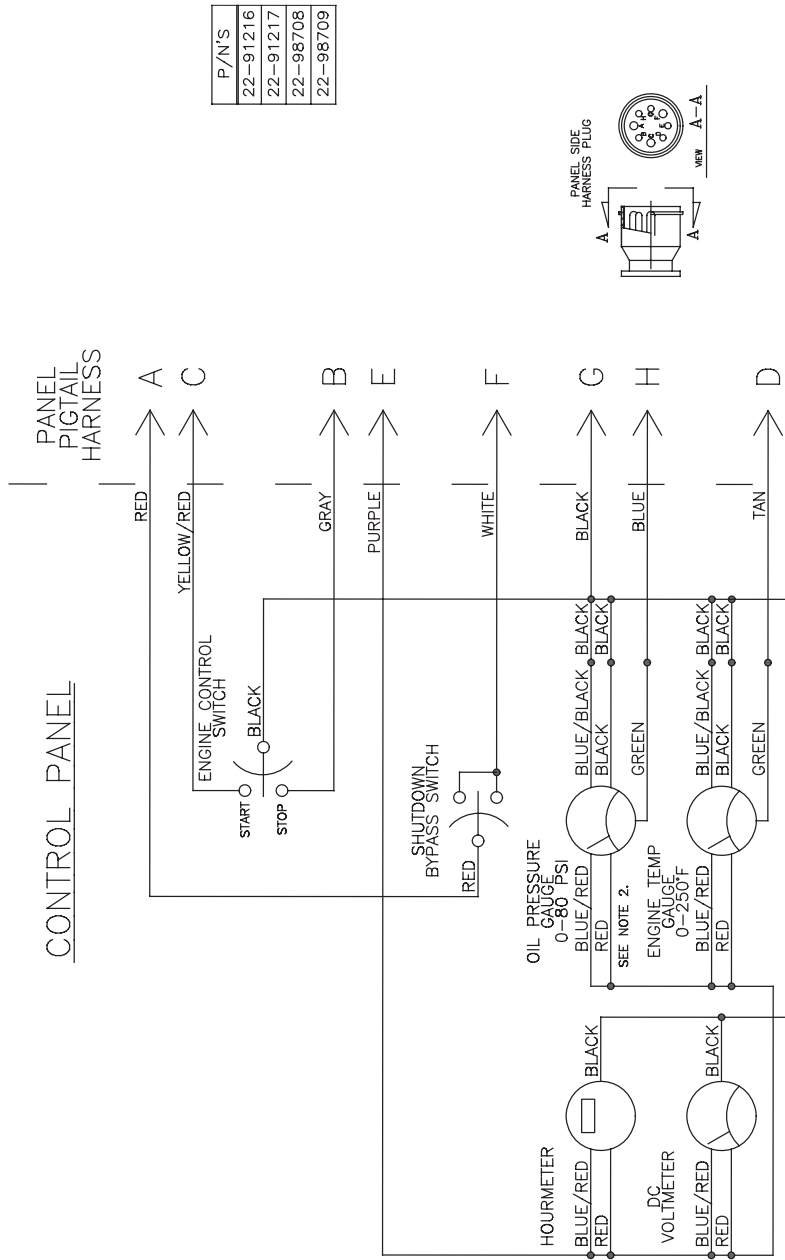 CONTROL PANEL
PANEL
PIGTAIL
HARNESS
P/N'S
22-91216
22-91217
22-98708
22-98709
RED
A
YELLOW/RED
C
ENGINE CONTROL
SWITCH
BLACK
START
STOP
GRAY
B
PURPLE
E
SHUTDOWN
BYPASS SWITCH
RED
WHITE
F
OIL PRESSURE
GAUGE
0-80 PSI
BLUE/RED
RED
SEE NOTE 2.
BLUE/BLACK
BLACK
BLACK
BLACK
BLACK
G
GREEN
BLUE
H
ENGINE TEMP
GAUGE
0-250°F
BLUE/RED
RED
BLUE/BLACK
BLACK
BLACK
BLACK
GREEN
TAN
D
HOURMETER
BLUE/RED
RED
BLACK
DC
VOLTMETER
BLUE/RED
RED
BLACK
PANEL SIDE
HARNESS PLUG
A
A
VIEW A-A